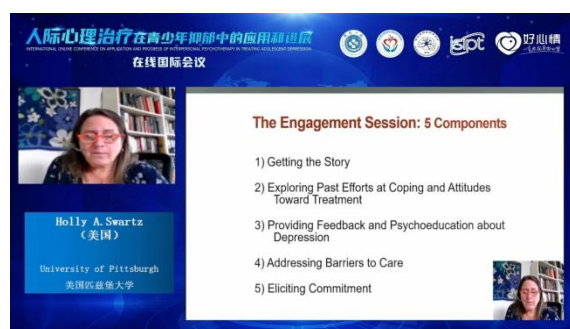 人际心理治疗在青少年抑郁中的应用和进展
INTERNATIONAL ONLINE CONFERENCE ON APPLICATION AND PROGRESS OF INTERPERSONAL PSYCHOTHERAPY IN TREATING ADOLESCENT DEPRESSION
在线国际会议
isipt
好心情
The Engagement Session: 5 Components
1) Getting the Story
2) Exploring Past Efforts at Coping and Attitudes
Toward Treatment
3) Providing Feedback and Psychoeducation about
Depression
4) Addressing Barriers to Care
5) Eliciting Commitment
Holly A. Swartz
(美国)
University of Pittsburgh
美国匹兹堡大学